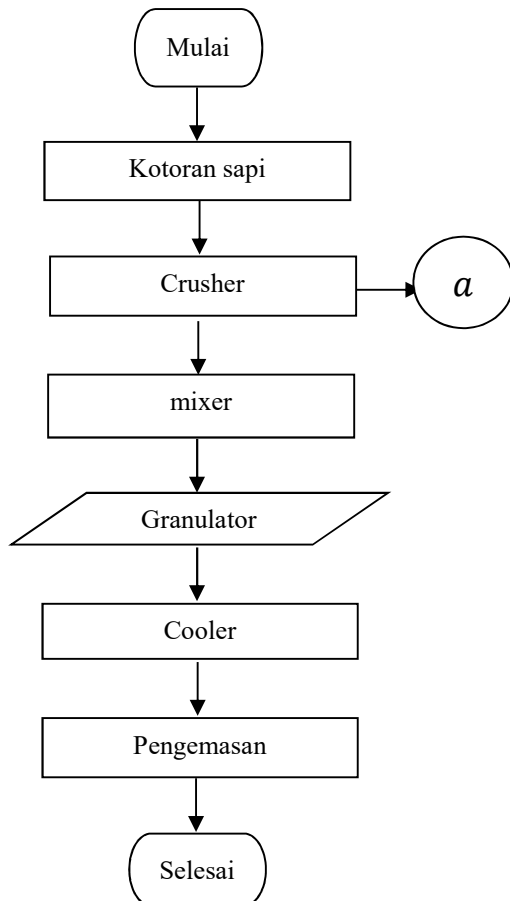 Mulai
Kotoran sapi
Crusher
a
mixer
Granulator
Cooler
Pengemasan
Selesai